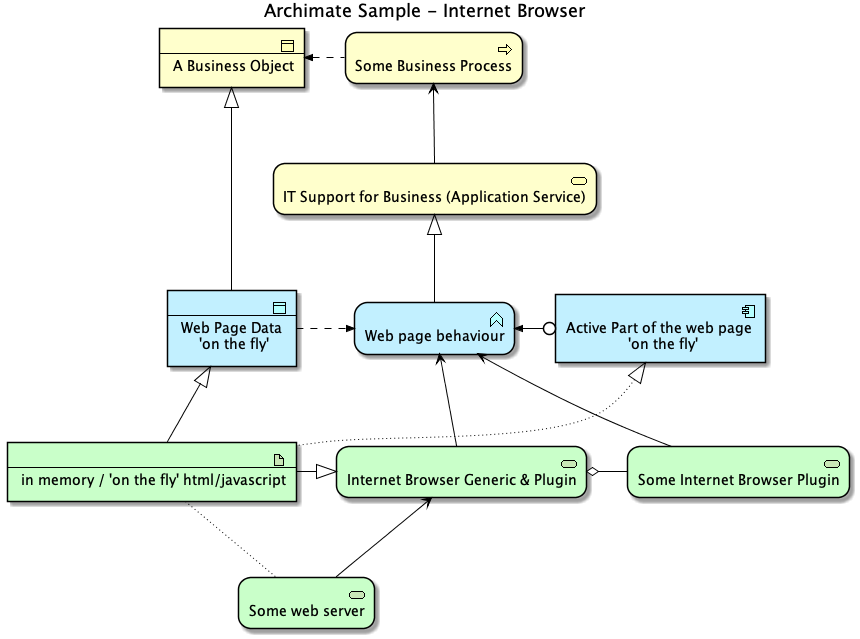 Archimate Sample - Internet Browser
A Business Object
Some Business Process
IT Support for Business (Application Service)
Web Page Data
'on the fly'
Web page behaviour
Active Part of the web page
'on the fly'
in memory / 'on the fly' html/javascript
Internet Browser Generic & Plugin
Some Internet Browser Plugin
Some web server